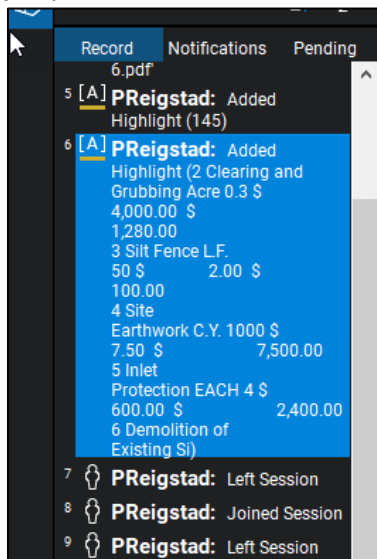 Record Notifications Pending
6.pdf'
5 [A] PReigstad: Added
Highlight (145)
6 [A] PReigstad: Added
Highlight (2 Clearing and
Grubbing Acre 0.3 $
4,000.00 $
1,280.00
3 Silt Fence L.F.
50 $ 2.00 $
100.00
4 Site
Earthwork C.Y. 1000 $
7.50 $ 7,500.00
5 Inlet
Protection EACH 4 $
600.00 $ 2,400.00
6 Demolition of
Existing Si)
7 PReigstad: Left Session
8 PReigstad: Joined Session
9 PReigstad: Left Session